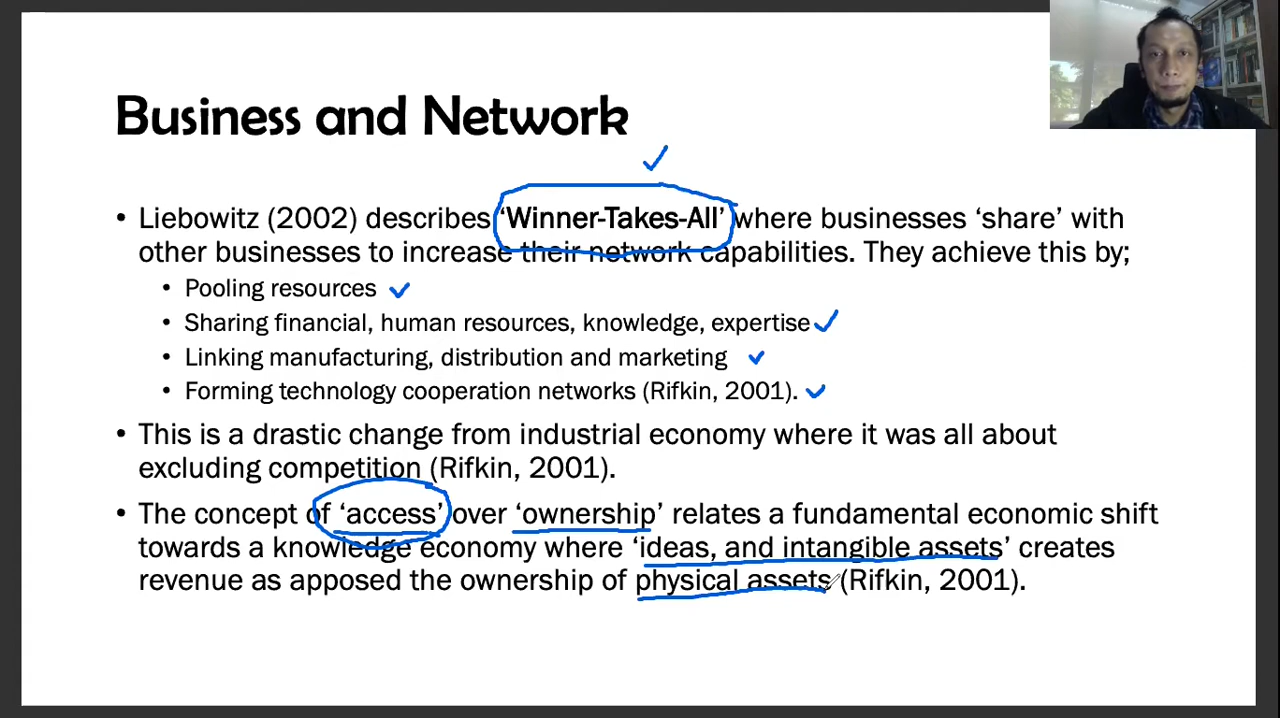 Business and Network
• Liebowitz (2002) describes ‘Winner-Takes-All’ where businesses ‘share’ with
other businesses to increase their network capabilities. They achieve this by;
• Pooling resources
• Sharing financial, human resources, knowledge, expertise
• Linking manufacturing, distribution and marketing
• Forming technology cooperation networks (Rifkin, 2001).
• This is a drastic change from industrial economy where it was all about
excluding competition (Rifkin, 2001).
• The concept of ‘access’ over ‘ownership’ relates a fundamental economic shift
towards a knowledge economy where ‘ideas, and intangible assets’ creates
revenue as apposed the ownership of physical assets (Rifkin, 2001).